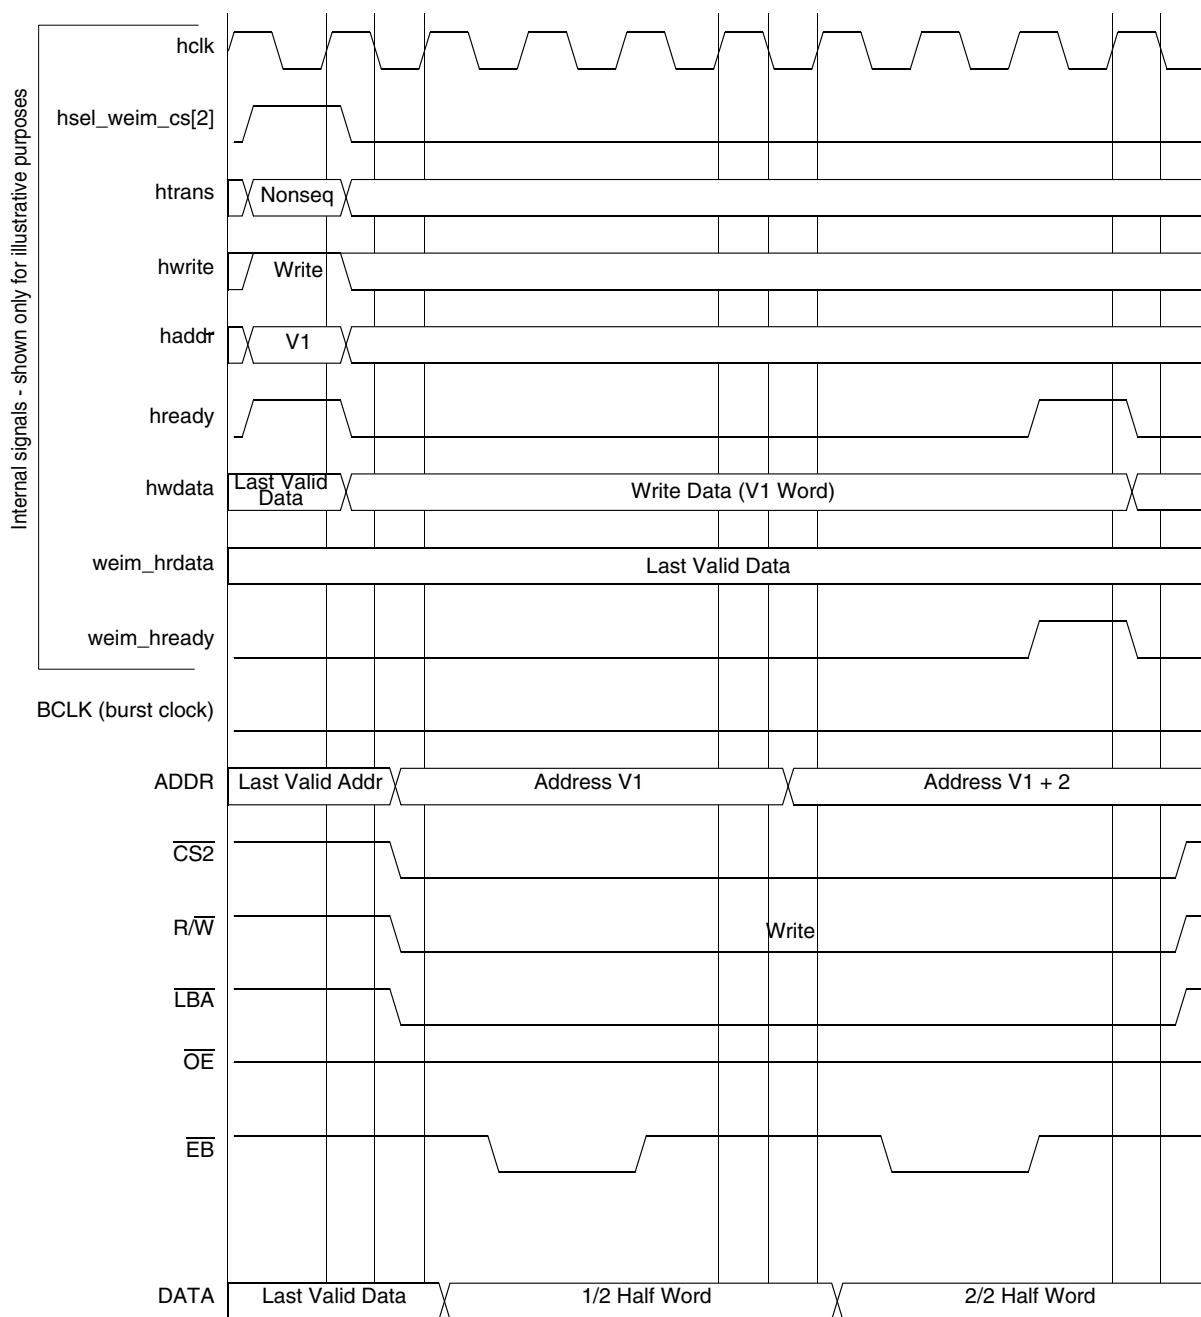 Internal signals - shown only for illustrative purposes
hclk
hsel_weim_cs[2]
htrans
Nonseq
hwrite
Write
haddr
V1
hready
hwdata
Last Valid
Data
Write Data (V1 Word)
weim_hrdata
Last Valid Data
weim_hready
BCLK (burst clock)
ADDR
Last Valid Addr
Address V1
Address V1 + 2
CS2
R/W
Write
LBA
OE
EB
DATA
Last Valid Data
1/2 Half Word
2/2 Half Word